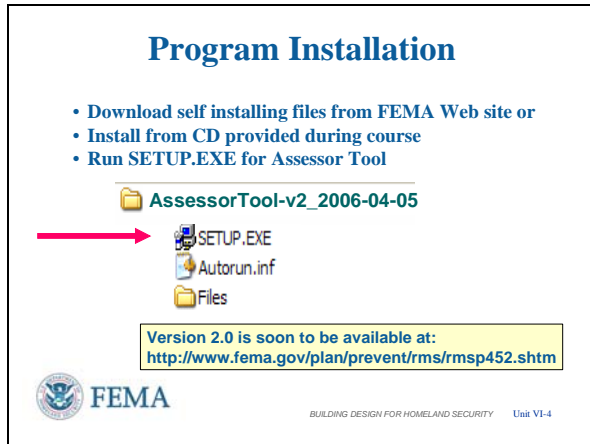 Program Installation
• Download self installing files from FEMA Web site or
• Install from CD provided during course
• Run SETUP.EXE for Assessor Tool
AssessorTool-v2_2006-04-05
SETUP.EXE
Autorun.inf
Files
Version 2.0 is soon to be available at:
http://www.fema.gov/plan/prevent/rms/rmsp452.shtm
FEMA
BUILDING DESIGN FOR HOMELAND SECURITY Unit VI-4